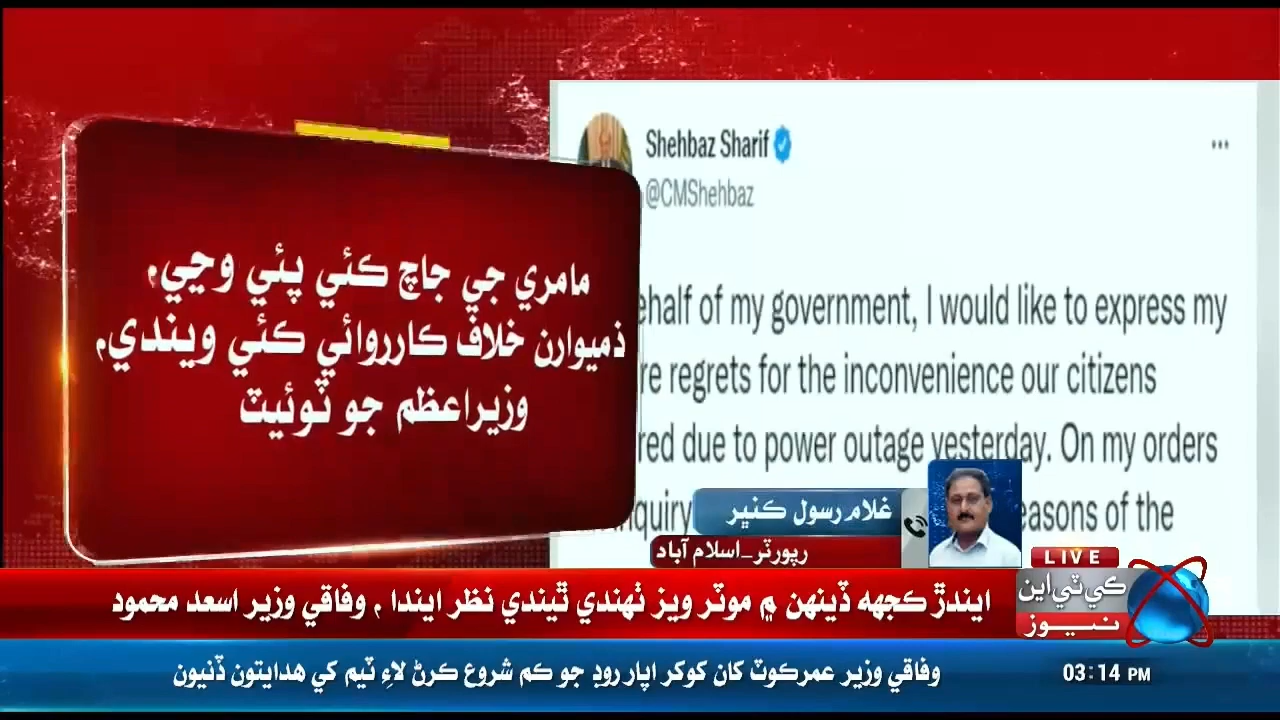 Shehbaz Sharif
@CMShehbaz
ehalf of my government, I would like to express my
re regrets for the inconvenience our citizens
red due to power outage yesterday. On my orders
nquiry easons of the
مامري جي جاچ ڪئي پئي وڃي،
ذميوارن خلاف ڪارروائي ڪئي ويندي،
وزيراعظم جو ٽوئيٽ
غلام رسول ڪنڀر
رپورٽر-اسلام آباد
LIVE
ڪي ٽي اين
نيوز
ايندڙ ڪجهه ڏينهن ۾ موٽر ويز ٺهندي ٿيندي نظر ايندا ، وفاقي وزير اسعد محمود
وفاقي وزير عمرڪوٽ کان کوکر اپار روڊ جو ڪم شروع ڪرڻ لاءِ ٽيم کي هدايتون ڏنيون
03:14 PM